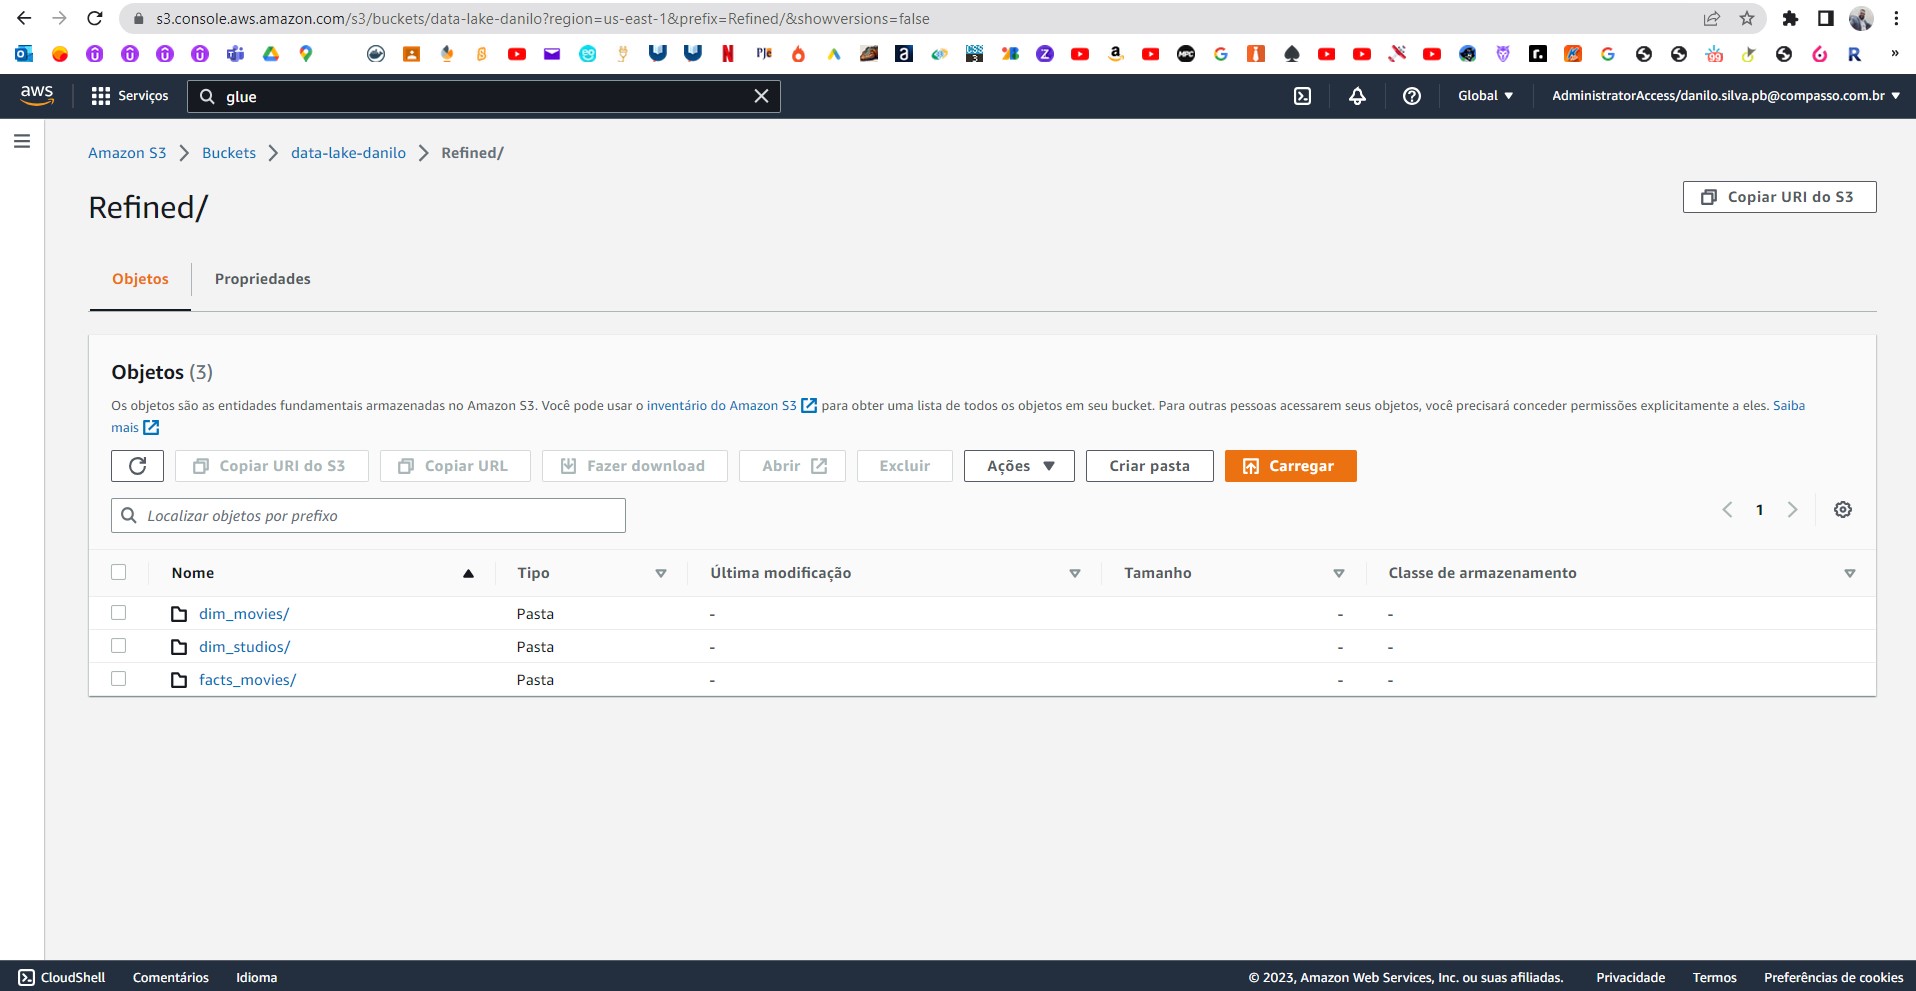 s3.console.aws.amazon.com/s3/buckets/data-lake-danilo?region=us-east-1&prefix=Refined/&showversions=false
aws Serviços glue Global AdministratorAccess/danilo.silva.pb@compasso.com.br
Amazon S3 Buckets data-lake-danilo Refined/
Refined/
Copiar URI do S3
Objetos Propriedades
Objetos (3)
Os objetos são as entidades fundamentais armazenadas no Amazon S3. Você pode usar o inventário do Amazon S3 para obter uma lista de todos os objetos em seu bucket. Para outras pessoas acessarem seus objetos, você precisará conceder permissões explicitamente a eles. Saiba
mais
Copiar URI do S3 Copiar URL Fazer download Abrir Excluir Ações Criar pasta Carregar
Localizar objetos por prefixo
1
Nome Tipo Última modificação Tamanho Classe de armazenamento
dim_movies/ Pasta - - -
dim_studios/ Pasta - - -
facts_movies/ Pasta - - -
CloudShell Comentários Idioma © 2023, Amazon Web Services, Inc. ou suas afiliadas. Privacidade Termos Preferências de cookies